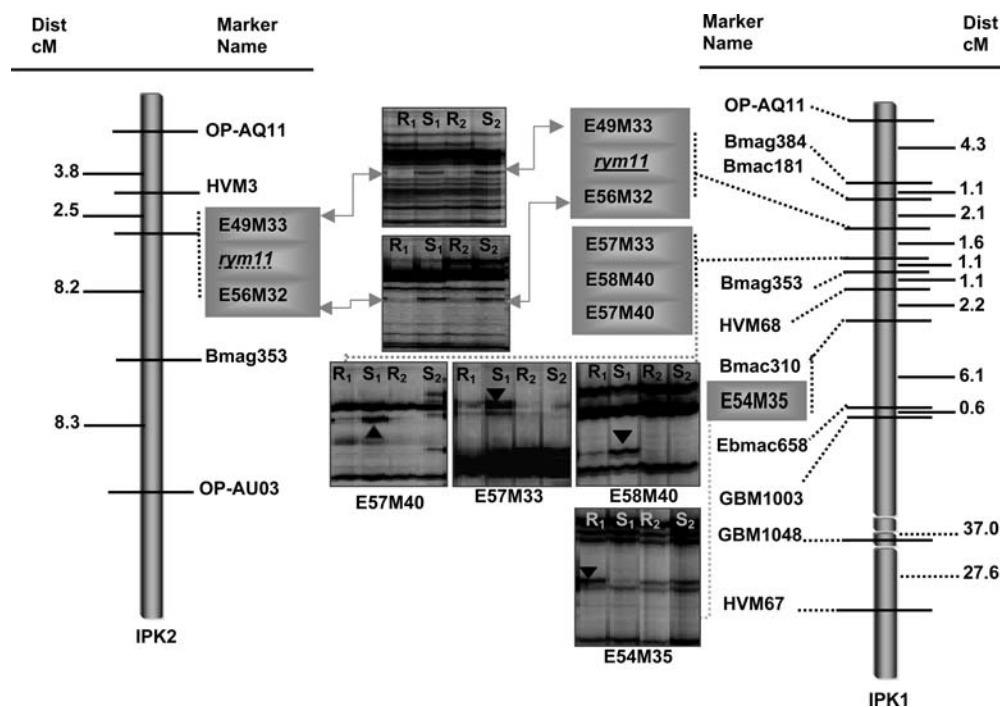 Dist
cM
Marker
Name
OP-AQ11
3.8
HVM3
2.5
E49M33
rym11
E56M32
8.2
Bmag353
8.3
OP-AU03
IPK2
R1 S1 R2 S2
R1 S1 R2 S2
E49M33
rym11
E56M32
E57M33
E58M40
E57M40
R1 S1 R2 S2
E57M40
R1 S1 R2 S2
E57M33
R1 S1 R2 S2
E58M40
R1 S1 R2 S2
E54M35
Marker
Name
Dist
cM
OP-AQ11
4.3
Bmag384
Bmac181
1.1
2.1
1.6
1.1
Bmag353
1.1
HVM68
2.2
Bmac310
E54M35
6.1
0.6
Ebmac658
GBM1003
GBM1048
37.0
27.6
HVM67
IPK1